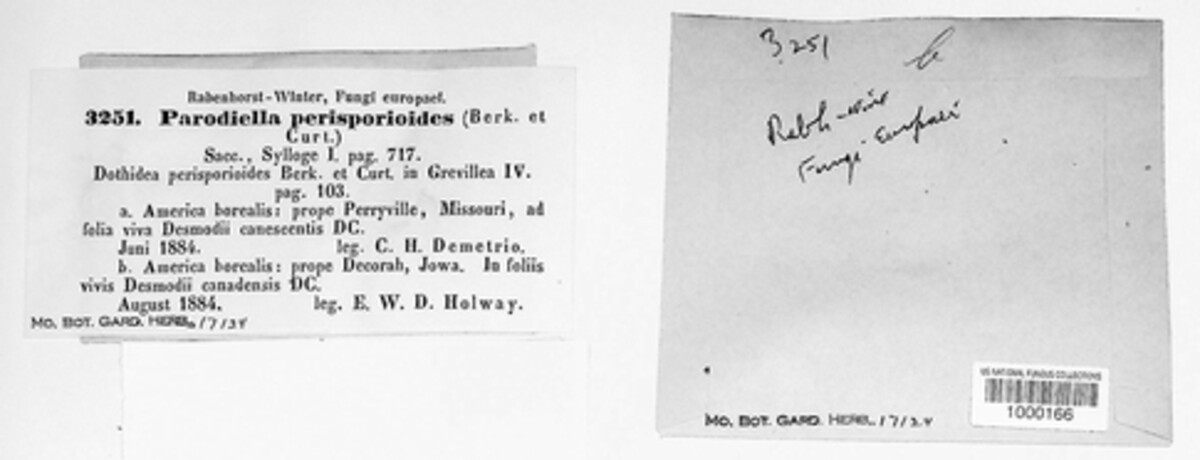 Rabenhorst-Winter, Fungi europaei.
3251. Parodiella perisporioides (Berk. et
Curt.)
Sacc., Sylloge I. pag. 717.
Dothidea perisporioides Berk. et Curt. in Grevillea IV.
pag. 103.
a. America borealis: prope Perryville, Missouri, ad
folia viva Desmodii canescentis DC.
Juni 1884. leg. C. H. Demetrio.
b. America borealis: prope Decorah, Jowa. In foliis
vivis Desmodii canadensis DC.
August 1884. leg. E. W. D. Holway.
MO. BOT. GARD. HERB.
3251
Fungi Europaei
MO. BOT. GARD. HERB.
US NATIONAL FUNGUS COLLECTIONS
1000166